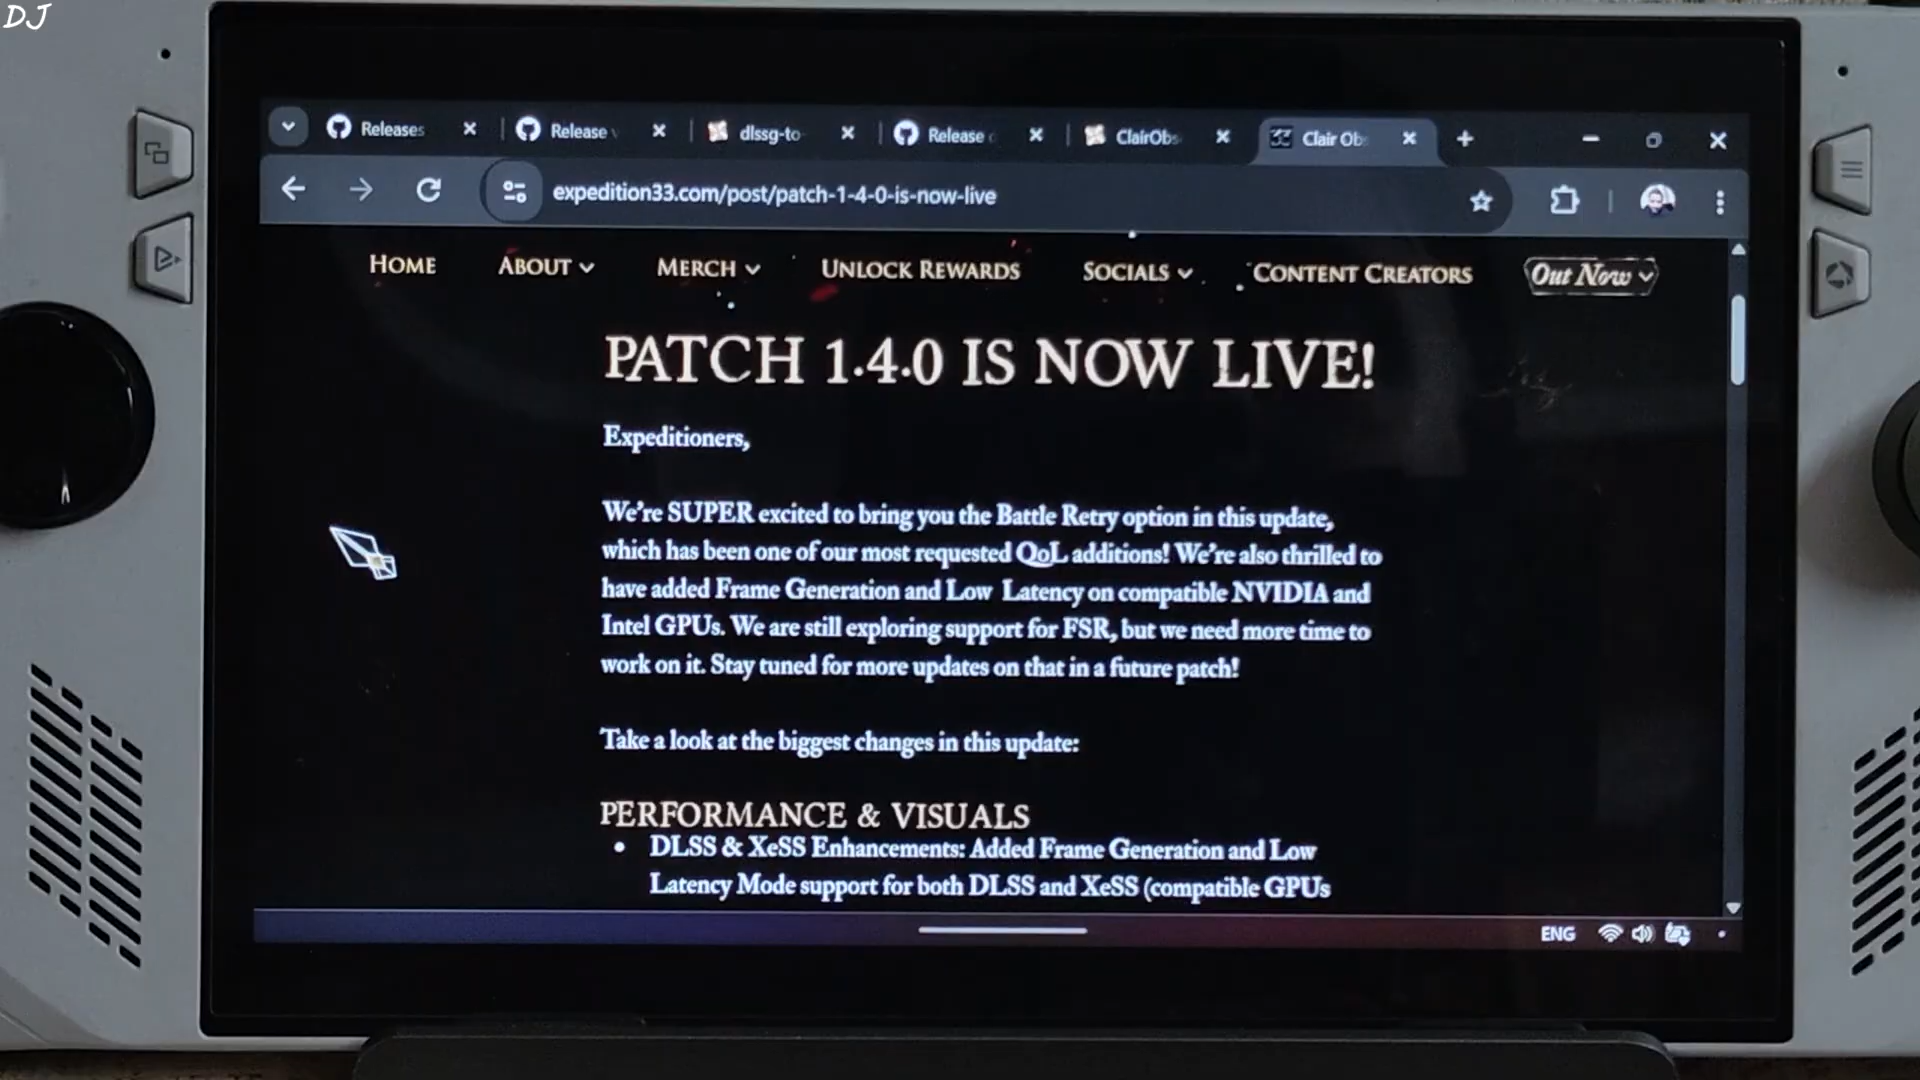 DJ
Releases
Release v
dlssg-to-
Release
ClairObs
Clair Ob
expedition33.com/post/patch-1-4-0-is-now-live
HOME ABOUT MERCH UNLOCK REWARDS SOCIALS CONTENT CREATORS Out Now
PATCH 1.4.0 IS NOW LIVE!
Expeditioners,
We're SUPER excited to bring you the Battle Retry option in this update,
which has been one of our most requested QoL additions! We're also thrilled to
have added Frame Generation and Low Latency on compatible NVIDIA and
Intel GPUs. We are still exploring support for FSR, but we need more time to
work on it. Stay tuned for more updates on that in a future patch!
Take a look at the biggest changes in this update:
PERFORMANCE & VISUALS
• DLSS & XeSS Enhancements: Added Frame Generation and Low
Latency Mode support for both DLSS and XeSS (compatible GPUs
ENG